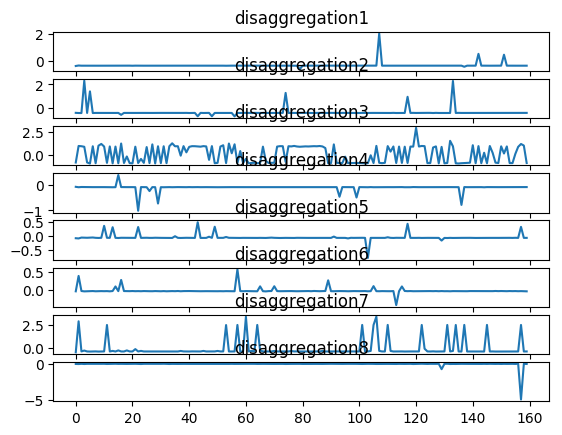 disaggregation1
2
0
disaggregation2
2
0
disaggregation3
2.5
0.0
disaggregation4
0
−1
disaggregation5
0.5
0.0
−0.5
disaggregation6
0.5
0.0
disaggregation7
2.5
0.0
disaggregation8
0
−5
0 20 40 60 80 100 120 140 160